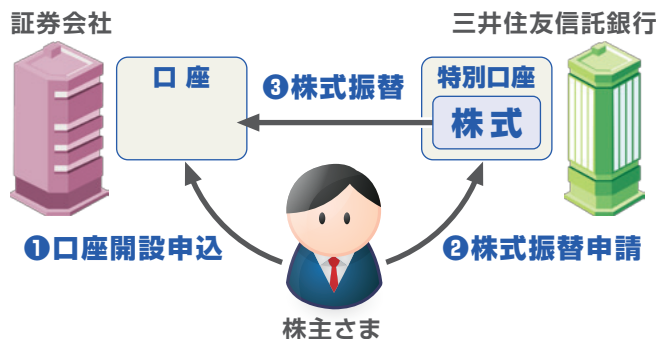 証券会社
三井住友信託銀行
口座
❸株式振替
特別口座
株式
❶口座開設申込
❷株式振替申請
株主さま